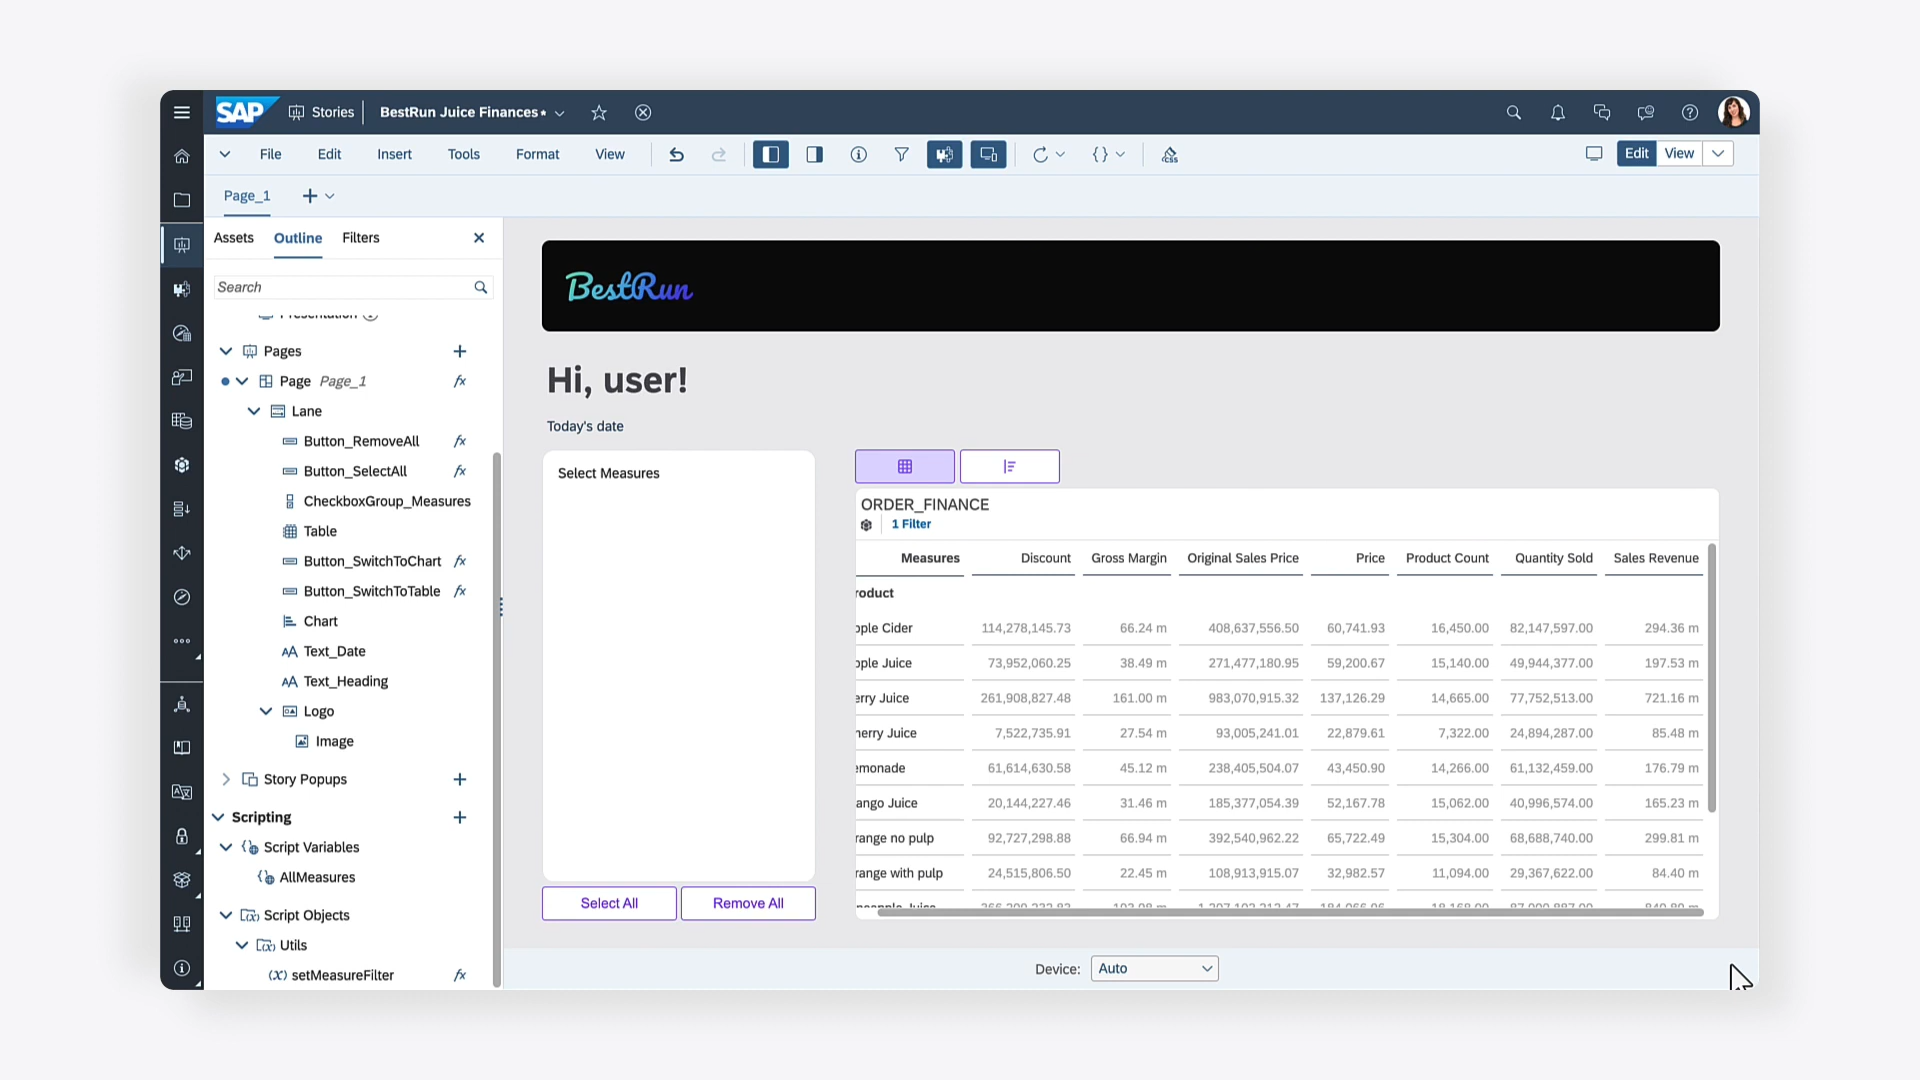 SAP Stories BestRun Juice Finances*
File Edit Insert Tools Format View
CSS
Edit View
Page_1
Assets Outline Filters
Search
Presentation
Pages
Page Page_1 fx
Lane
Button_RemoveAll fx
Button_SelectAll fx
CheckboxGroup_Measures
Table
Button_SwitchToChart fx
Button_SwitchToTable fx
Chart
AA Text_Date
AA Text_Heading
Logo
Image
Story Popups
Scripting
Script Variables
AllMeasures
Script Objects
Utils
setMeasureFilter fx
BestRun
Hi, user!
Today's date
Select Measures
Select All Remove All
ORDER_FINANCE
1 Filter
Measures Discount Gross Margin Original Sales Price Price Product Count Quantity Sold Sales Revenue
roduct
pple Cider 114,278,145.73 66.24 m 408,637,556.50 60,741.93 16,450.00 82,147,597.00 294.36 m
pple Juice 73,952,060.25 38.49 m 271,477,180.95 59,200.67 15,140.00 49,944,377.00 197.53 m
erry Juice 261,908,827.48 161.00 m 983,070,915.32 137,126.29 14,665.00 77,752,513.00 721.16 m
herry Juice 7,522,735.91 27.54 m 93,005,241.01 22,879.61 7,322.00 24,894,287.00 85.48 m
emonade 61,614,630.58 45.12 m 238,405,504.07 43,450.90 14,266.00 61,132,459.00 176.79 m
ango Juice 20,144,227.46 31.46 m 185,377,054.39 52,167.78 15,062.00 40,996,574.00 165.23 m
range no pulp 92,727,298.88 66.94 m 392,540,962.22 65,722.49 15,304.00 68,688,740.00 299.81 m
range with pulp 24,515,806.50 22.45 m 108,913,915.07 32,982.57 11,094.00 29,367,622.00 84.40 m
Device: Auto